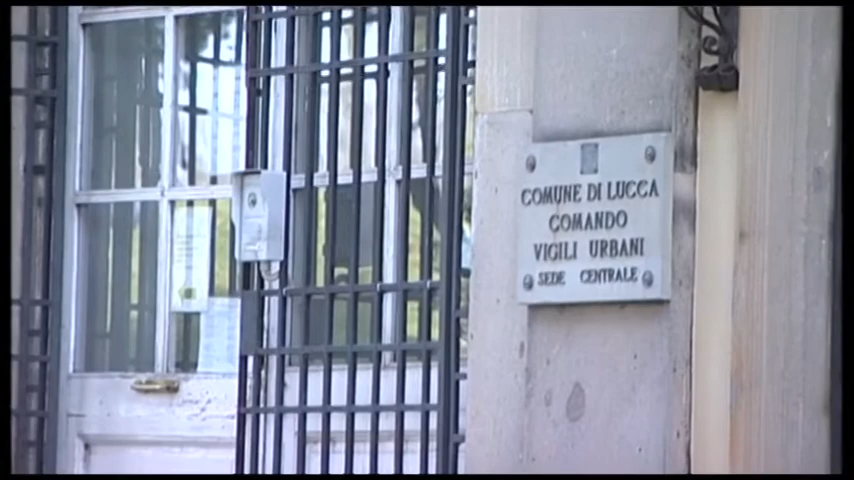 COMUNE DI LUCCA
COMANDO
VIGILI URBANI
SEDE CENTRALE